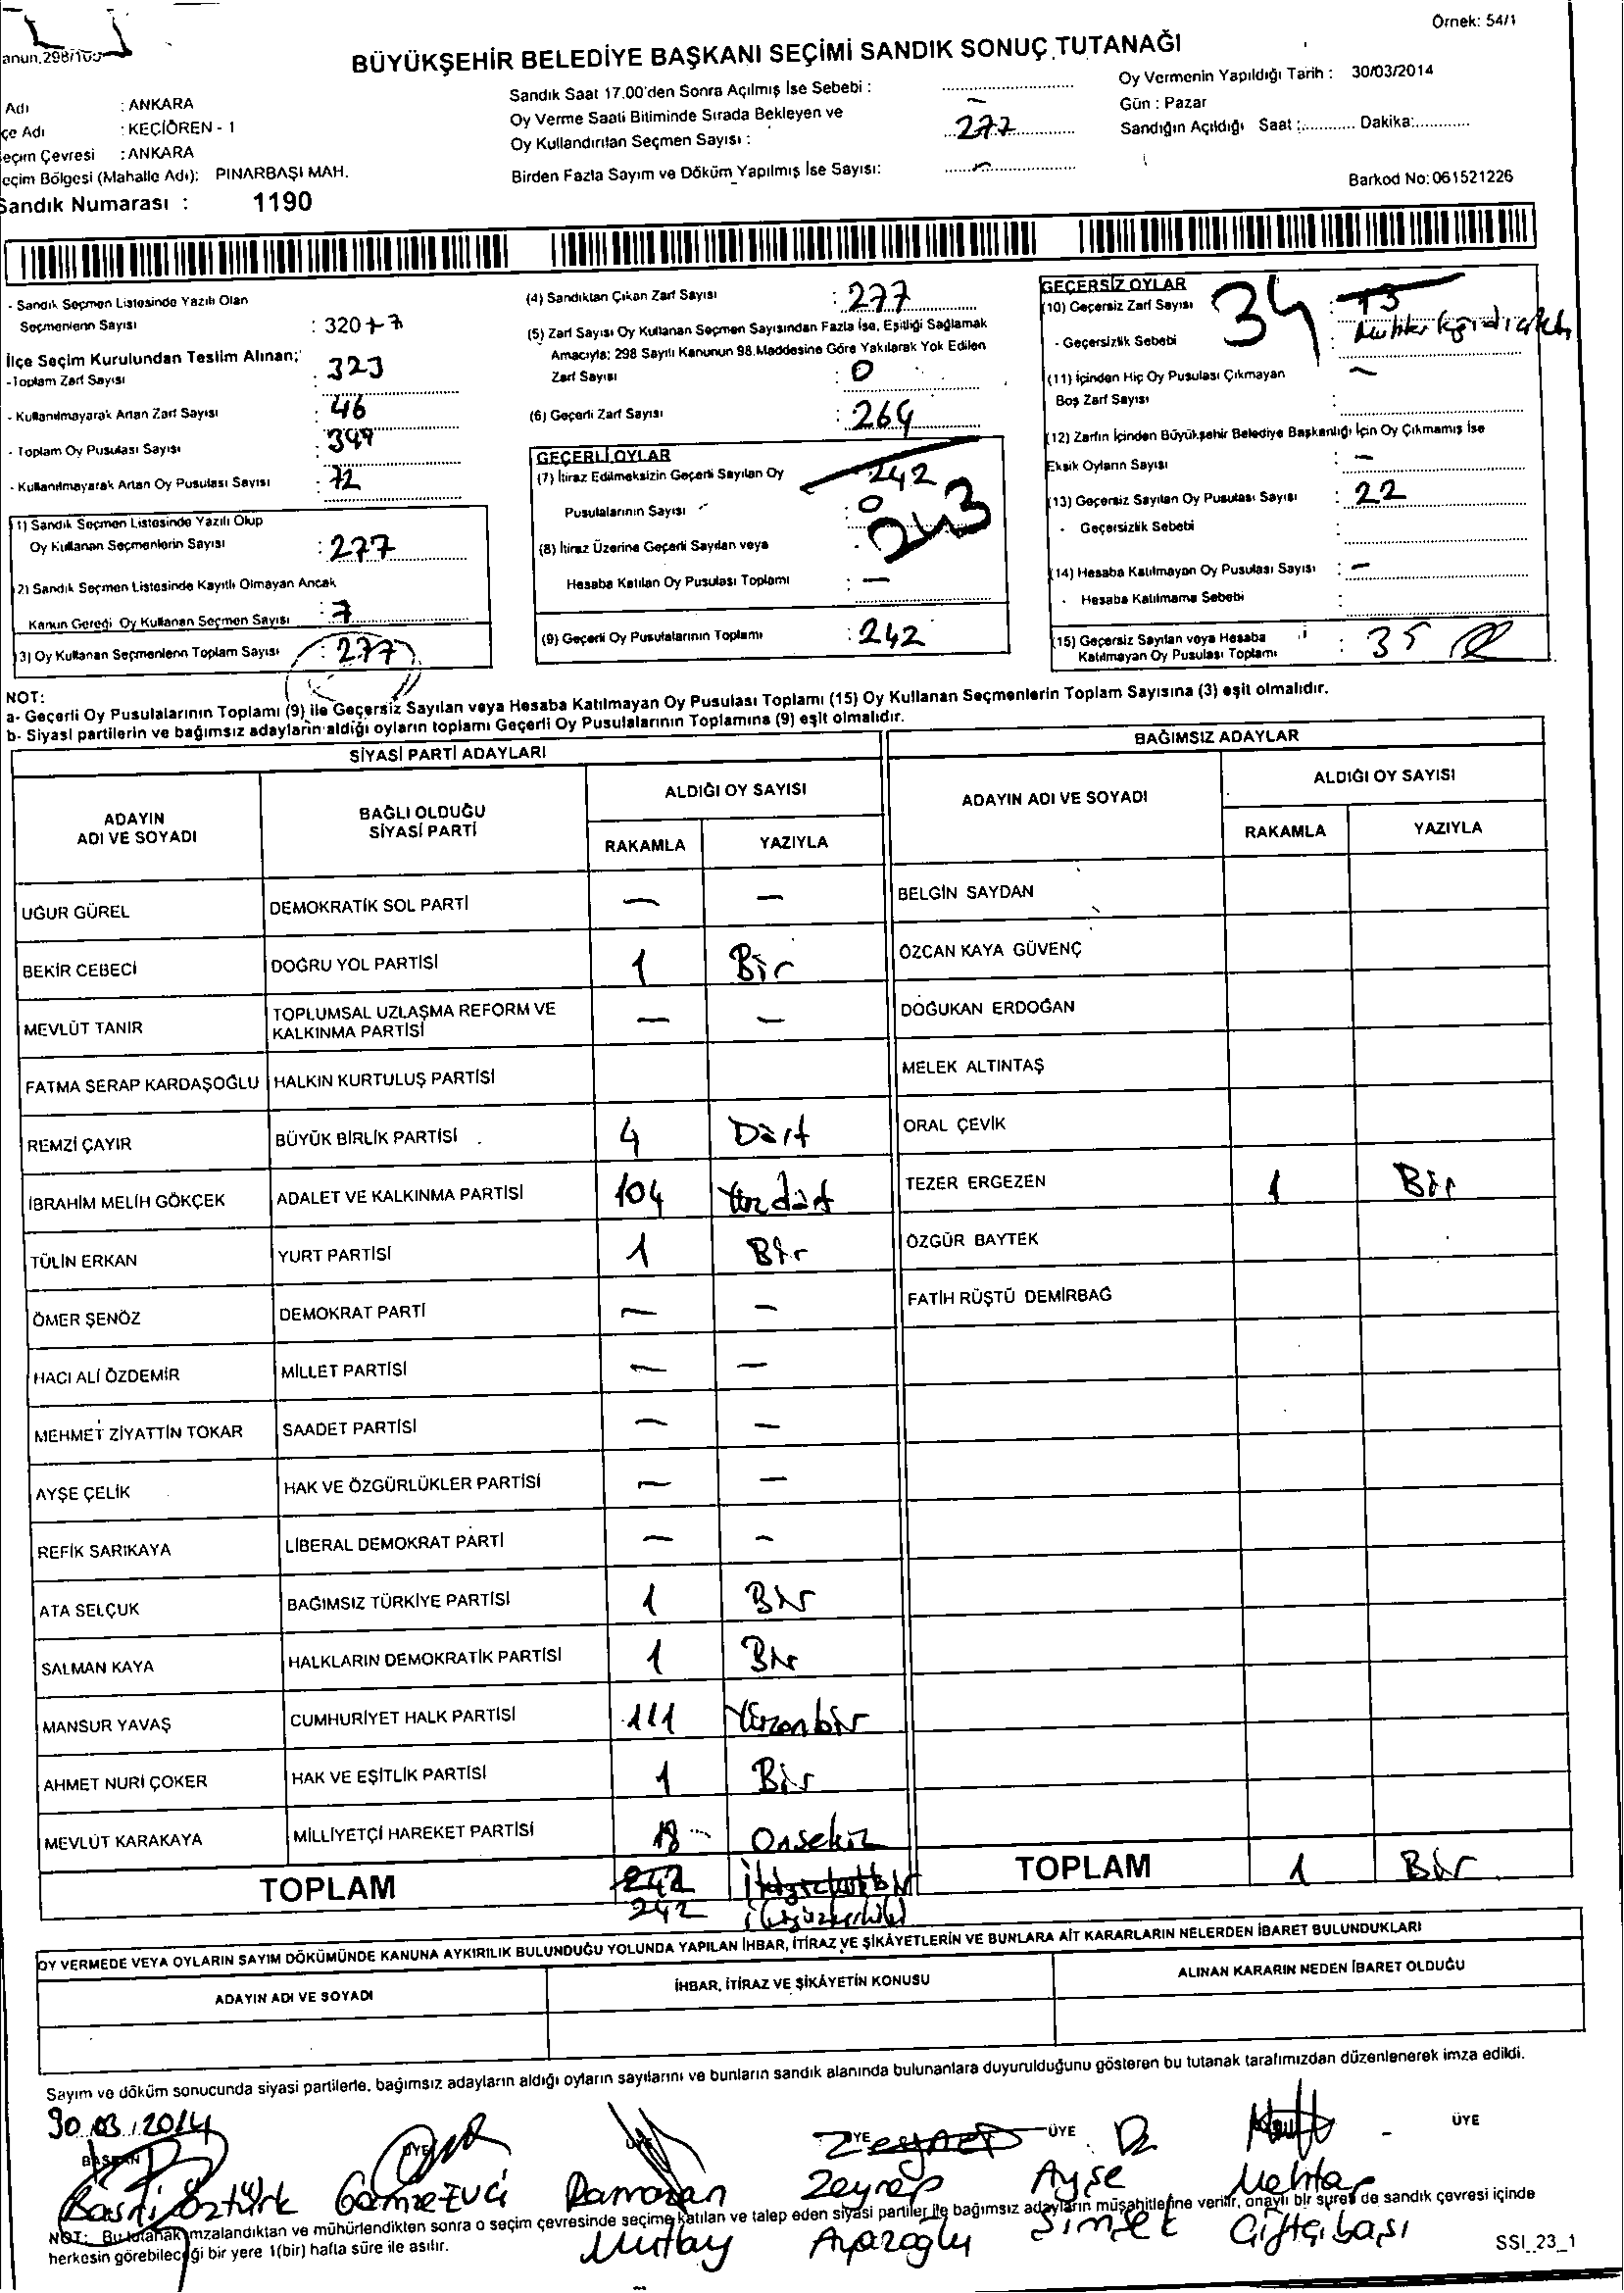 Örnek: 54/1
anun,298/105
BÜYÜKŞEHİR BELEDİYE BAŞKANI SEÇİMİ SANDIK SONUÇ TUTANAĞI
Adı : ANKARA
çe Adı : KEÇİÖREN - 1
eçim Çevresi : ANKARA
eçim Bölgesi (Mahalle Adı): PINARBAŞI MAH.
Sandık Numarası : 1190
Sandık Saat 17.00'den Sonra Açılmış İse Sebebi :
Oy Verme Saati Bitiminde Sırada Bekleyen ve
Oy Kullandırılan Seçmen Sayısı : 277
Birden Fazla Sayım ve Döküm Yapılmış İse Sayısı: -
Oy Vermenin Yapıldığı Tarih : 30/03/2014
Gün : Pazar
Sandığın Açıldığı Saat :............ Dakika:............
Barkod No: 061521226
- Sandık Seçmen Listesinde Yazılı Olan
Seçmenlerin Sayısı : 320+7
İlçe Seçim Kurulundan Teslim Alınan;
-Toplam Zarf Sayısı : 323
- Kullanılmayarak Artan Zarf Sayısı : 46
- Toplam Oy Pusulası Sayısı : 349
- Kullanılmayarak Artan Oy Pusulası Sayısı : 72
1) Sandık Seçmen Listesinde Yazılı Olup
Oy Kullanan Seçmenlerin Sayısı : 277
2) Sandık Seçmen Listesinde Kayıtlı Olmayan Ancak
Kanun Gereği Oy Kullanan Seçmen Sayısı : 7
3) Oy Kullanan Seçmenlerin Toplam Sayısı : 277
(4) Sandıktan Çıkan Zarf Sayısı : 277
(5) Zarf Sayısı Oy Kullanan Seçmen Sayısından Fazla İse, Eşitliği Sağlamak
Amacıyla; 298 Sayılı Kanunun 98.Maddesine Göre Yakılarak Yok Edilen
Zarf Sayısı : 0
(6) Geçerli Zarf Sayısı : 264
GEÇERLİ OYLAR
(7) İtiraz Edilmeksizin Geçerli Sayılan Oy 242
Pusulalarının Sayısı : 0 243
(8) İtiraz Üzerine Geçerli Sayılan veya
Hesaba Katılan Oy Pusulası Toplamı : -
(9) Geçerli Oy Pusulalarının Toplamı : 242
GEÇERSİZ OYLAR
(10) Geçersiz Zarf Sayısı 34 : 13
- Geçersizlik Sebebi
(11) İçinden Hiç Oy Pusulası Çıkmayan -
Boş Zarf Sayısı :
(12) Zarfın İçinden Büyükşehir Belediye Başkanlığı İçin Oy Çıkmamış İse
Eksik Oyların Sayısı : -
(13) Geçersiz Sayılan Oy Pusulası Sayısı : 22
- Geçersizlik Sebebi :
(14) Hesaba Katılmayan Oy Pusulası Sayısı : -
- Hesaba Katılmama Sebebi :
(15) Geçersiz Sayılan veya Hesaba : 35
Katılmayan Oy Pusulası Toplamı
NOT:
a- Geçerli Oy Pusulalarının Toplamı (9) ile Geçersiz Sayılan veya Hesaba Katılmayan Oy Pusulası Toplamı (15) Oy Kullanan Seçmenlerin Toplam Sayısına (3) eşit olmalıdır.
b- Siyasi partilerin ve bağımsız adayların aldığı oyların toplamı Geçerli Oy Pusulalarının Toplamına (9) eşit olmalıdır.
SİYASİ PARTİ ADAYLARI
ADAYIN ADI VE SOYADI
BAĞLI OLDUĞU SİYASİ PARTİ
ALDIĞI OY SAYISI
RAKAMLA YAZIYLA
UĞUR GÜREL DEMOKRATİK SOL PARTİ - -
BEKİR CEBECİ DOĞRU YOL PARTİSİ 1 Bir
MEVLÜT TANIR TOPLUMSAL UZLAŞMA REFORM VE KALKINMA PARTİSİ - -
FATMA SERAP KARDAŞOĞLU HALKIN KURTULUŞ PARTİSİ
REMZİ ÇAYIR BÜYÜK BİRLİK PARTİSİ 4 Dört
İBRAHİM MELİH GÖKÇEK ADALET VE KALKINMA PARTİSİ 104 Yüzdört
TÜLİN ERKAN YURT PARTİSİ 1 Bir
ÖMER ŞENÖZ DEMOKRAT PARTİ - -
HACI ALİ ÖZDEMİR MİLLET PARTİSİ - -
MEHMET ZİYATTİN TOKAR SAADET PARTİSİ - -
AYŞE ÇELİK HAK VE ÖZGÜRLÜKLER PARTİSİ - -
REFİK SARIKAYA LİBERAL DEMOKRAT PARTİ - -
ATA SELÇUK BAĞIMSIZ TÜRKİYE PARTİSİ 1 Bir
SALMAN KAYA HALKLARIN DEMOKRATİK PARTİSİ 1 Bir
MANSUR YAVAŞ CUMHURİYET HALK PARTİSİ 111 Yüzonbir
AHMET NURİ ÇOKER HAK VE EŞİTLİK PARTİSİ 1 Bir
MEVLÜT KARAKAYA MİLLİYETÇİ HAREKET PARTİSİ 18 Onsekiz
TOPLAM 242
242 ikiyüzkırkiki
BAĞIMSIZ ADAYLAR
ADAYIN ADI VE SOYADI
ALDIĞI OY SAYISI
RAKAMLA YAZIYLA
BELGİN SAYDAN
ÖZCAN KAYA GÜVENÇ
DOĞUKAN ERDOĞAN
MELEK ALTINTAŞ
ORAL ÇEVİK
TEZER ERGEZEN 1 Bir
ÖZGÜR BAYTEK
FATİH RÜŞTÜ DEMİRBAĞ
TOPLAM 1 Bir
OY VERMEDE VEYA OYLARIN SAYIM DÖKÜMÜNDE KANUNA AYKIRILIK BULUNDUĞU YOLUNDA YAPILAN İHBAR, İTİRAZ VE ŞİKÂYETLERİN VE BUNLARA AİT KARARLARIN NELERDEN İBARET BULUNDUKLARI
ADAYIN ADI VE SOYADI İHBAR, İTİRAZ VE ŞİKÂYETİN KONUSU ALINAN KARARIN NEDEN İBARET OLDUĞU
Sayım ve döküm sonucunda siyasi partilerle, bağımsız adayların aldığı oyların sayılarını ve bunların sandık alanında bulunanlara duyurulduğunu gösteren bu tutanak tarafımızdan düzenlenerek imza edildi.
30.03.2014
BAŞKAN ÜYE ÜYE ÜYE ÜYE ÜYE
Zeynep
Basri Öztürk Gamze Ramazan Zeynep Ayşe Mehtap
NOT: Bu tutanak imzalandıktan ve mühürlendikten sonra o seçim çevresinde seçime katılan ve talep eden siyasi partiler ile bağımsız adayların müşahitlerine verilir, onaylı bir sureti de sandık çevresi içinde
herkesin görebileceği bir yere 1(bir) hafta süre ile asılır.
Mutlay Ayazoğlu Şimşek Çiftçibaşı
SSI_23_1